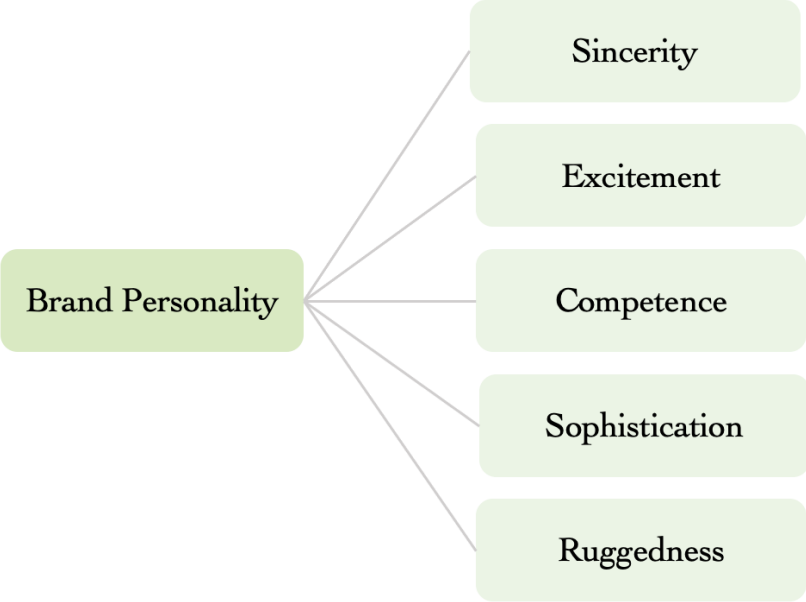 Sincerity
Excitement
Brand Personality
Competence
Sophistication
Ruggedness